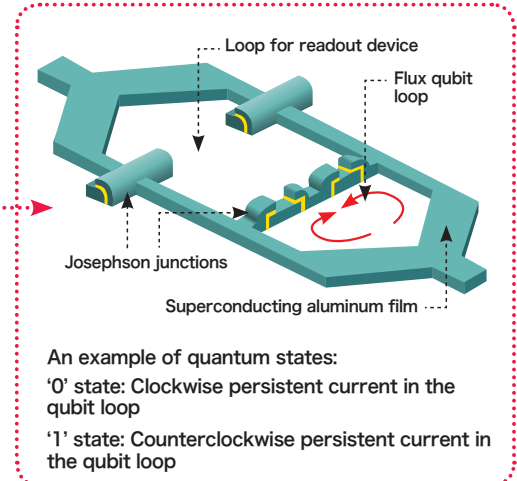 Loop for readout device
Flux qubit
loop
Josephson junctions
Superconducting aluminum film
An example of quantum states:
‘0’ state: Clockwise persistent current in the
qubit loop
‘1’ state: Counterclockwise persistent current in
the qubit loop